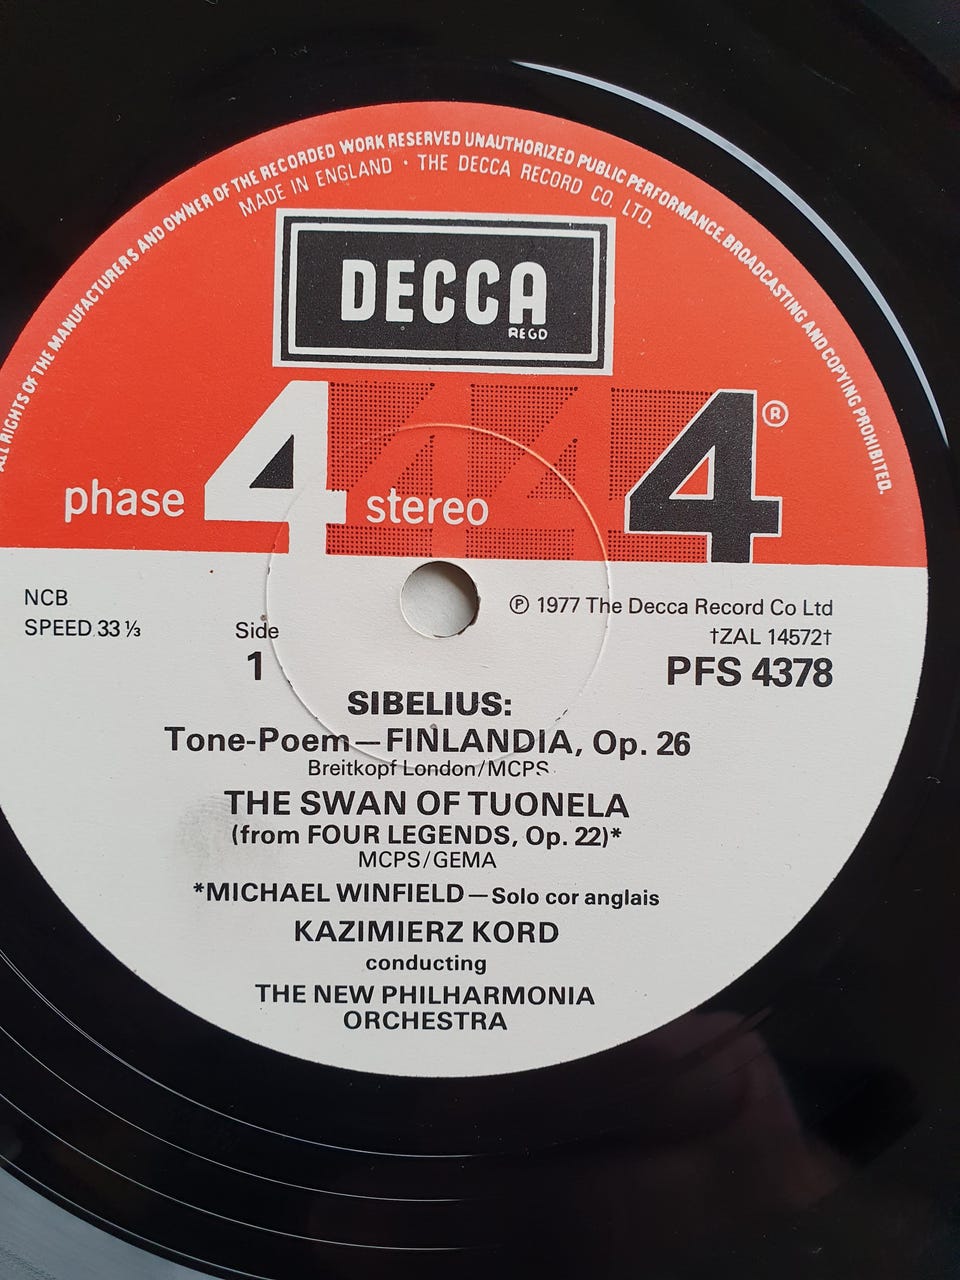 ALL RIGHTS OF THE MANUFACTURERS AND OWNER OF THE RECORDED WORK RESERVED UNAUTHORIZED PUBLIC PERFORMANCE, BROADCASTING AND COPYING PROHIBITED.
MADE IN ENGLAND · THE DECCA RECORD CO. LTD.
DECCA
REGD
phase 4 stereo 4 ®
NCB
SPEED 33 ⅓
Side
1
℗ 1977 The Decca Record Co Ltd
†ZAL 14572†
PFS 4378
SIBELIUS:
Tone-Poem—FINLANDIA, Op. 26
Breitkopf London/MCPS
THE SWAN OF TUONELA
(from FOUR LEGENDS, Op. 22)*
MCPS/GEMA
*MICHAEL WINFIELD—Solo cor anglais
KAZIMIERZ KORD
conducting
THE NEW PHILHARMONIA
ORCHESTRA